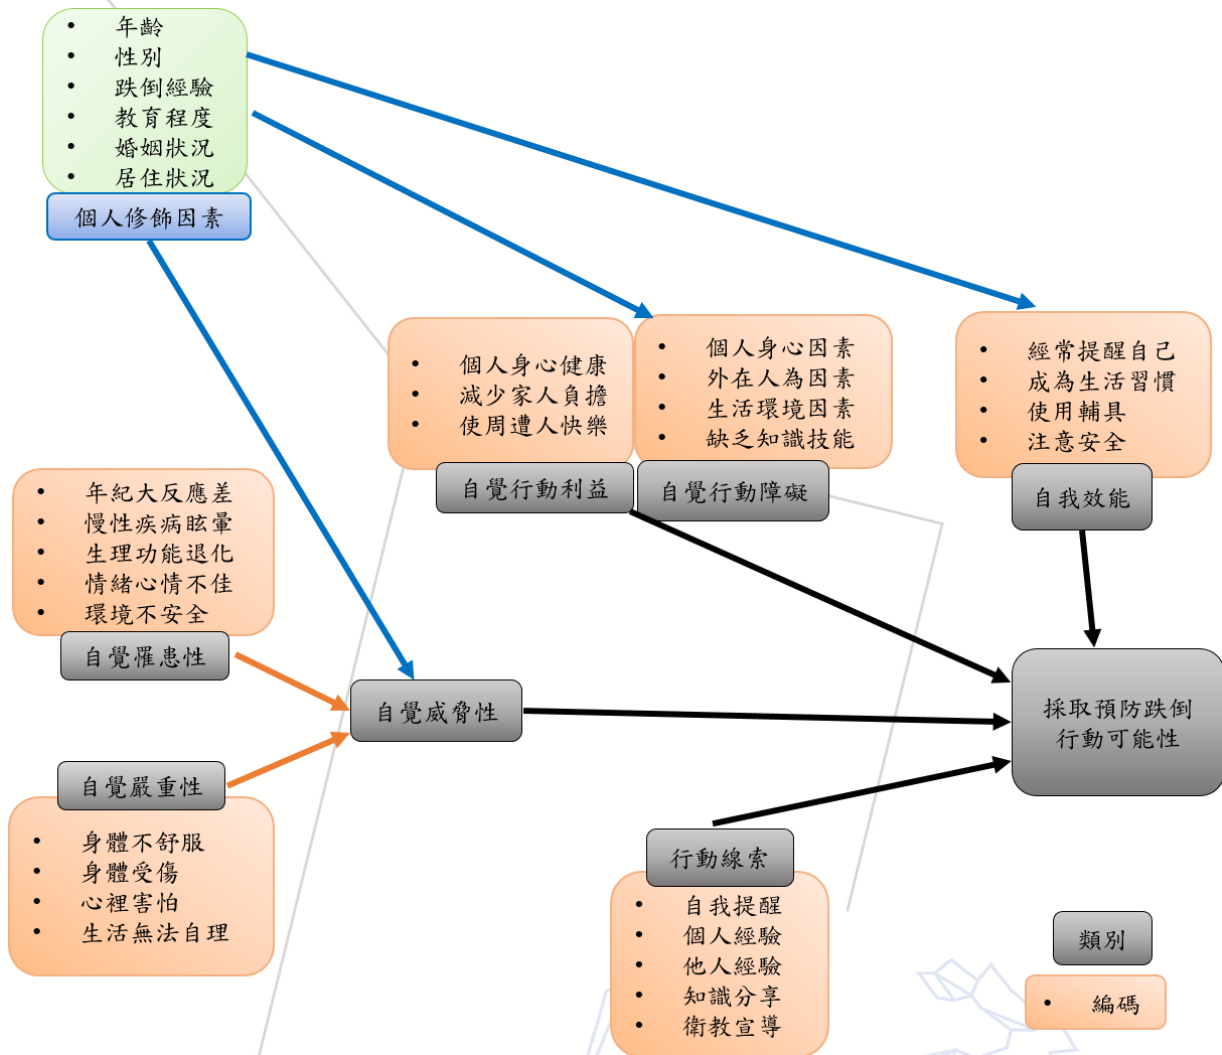 • 年齡
• 性別
• 跌倒經驗
• 教育程度
• 婚姻狀況
• 居住狀況
個人修飾因素
• 個人身心健康
• 減少家人負擔
• 使周遭人快樂
自覺行動利益
• 個人身心因素
• 外在人為因素
• 生活環境因素
• 缺乏知識技能
自覺行動障礙
• 經常提醒自己
• 成為生活習慣
• 使用輔具
• 注意安全
自我效能
• 年紀大反應差
• 慢性疾病眩暈
• 生理功能退化
• 情緒心情不佳
• 環境不安全
自覺罹患性
自覺威脅性
採取預防跌倒
行動可能性
自覺嚴重性
• 身體不舒服
• 身體受傷
• 心裡害怕
• 生活無法自理
行動線索
• 自我提醒
• 個人經驗
• 他人經驗
• 知識分享
• 衛教宣導
類別
• 編碼